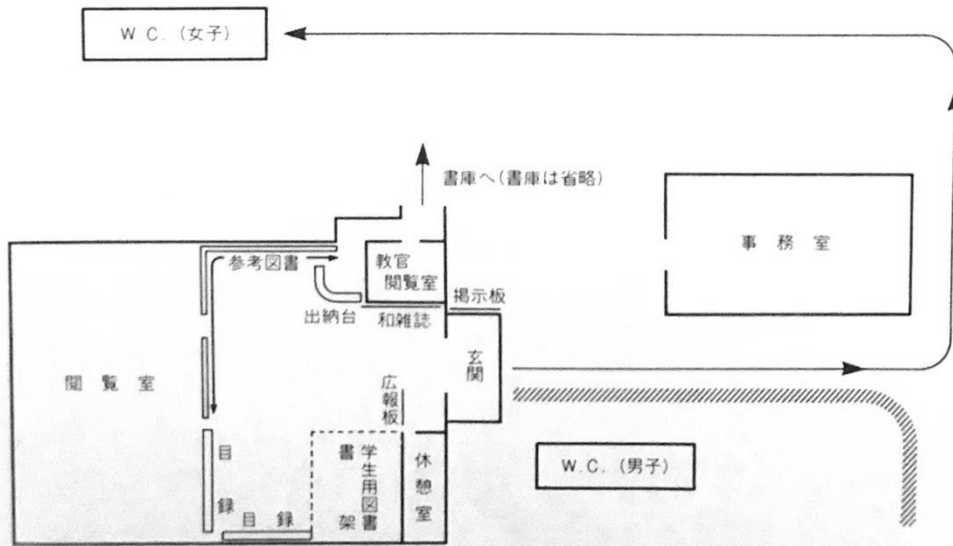 W.C.(女子)
書庫へ(書庫は省略)
事務室
参考図書
教官
閲覧室
掲示板
出納台
和雑誌
閲覧室
玄関
広報板
目録
目録
学生用図書
書架
休憩室
W.C.(男子)